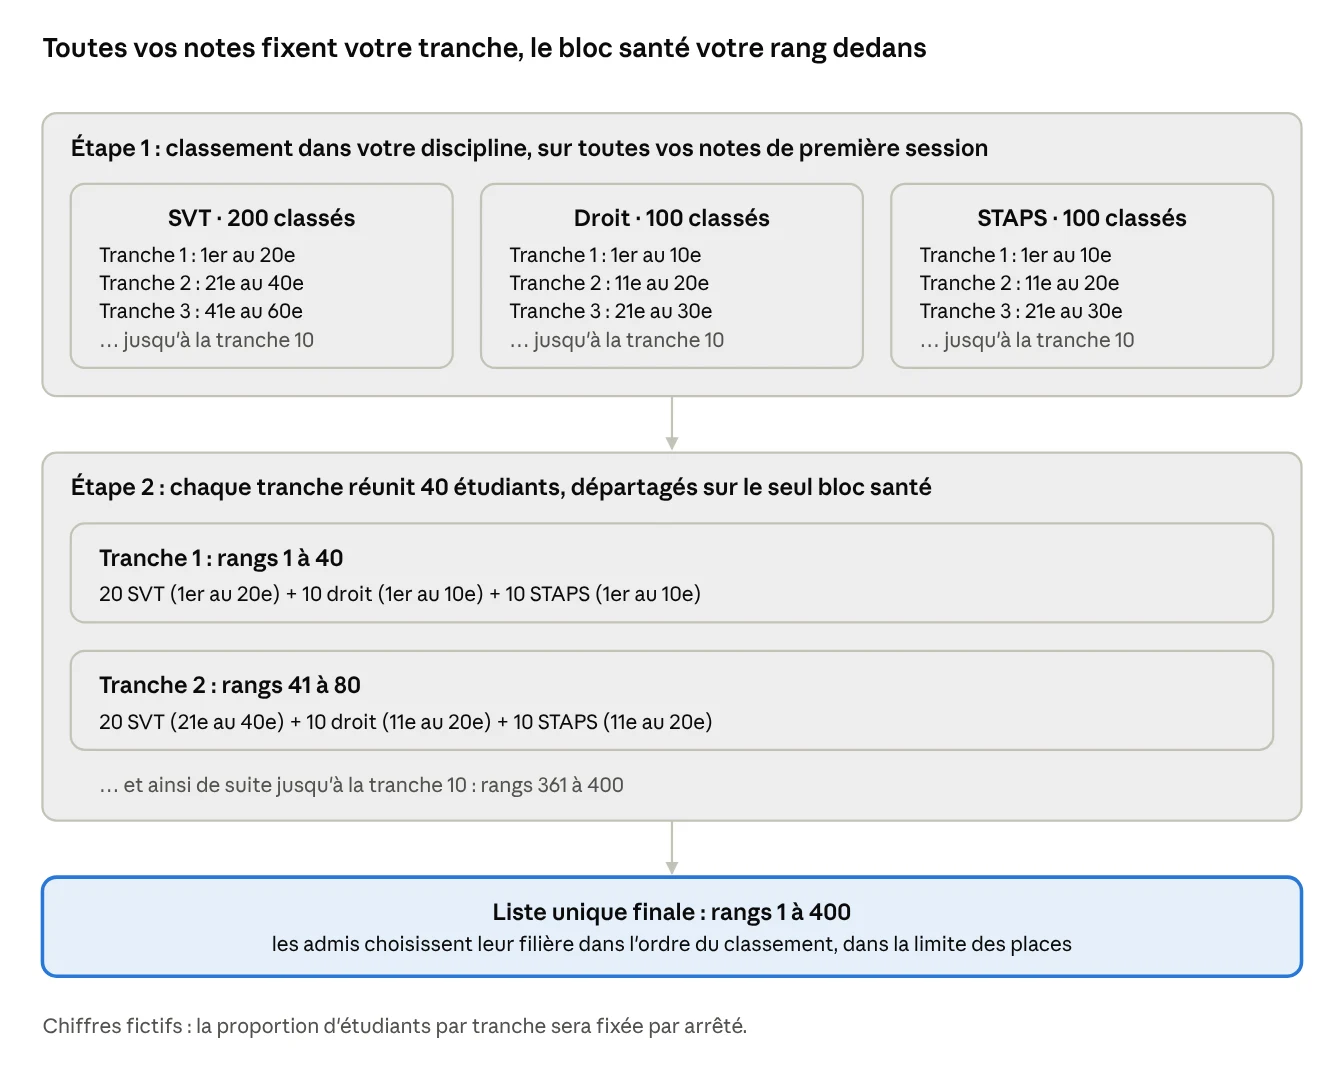 Toutes vos notes fixent votre tranche, le bloc santé votre rang dedans
Étape 1 : classement dans votre discipline, sur toutes vos notes de première session
SVT · 200 classés
Tranche 1 : 1er au 20e
Tranche 2 : 21e au 40e
Tranche 3 : 41e au 60e
… jusqu'à la tranche 10
Droit · 100 classés
Tranche 1 : 1er au 10e
Tranche 2 : 11e au 20e
Tranche 3 : 21e au 30e
… jusqu'à la tranche 10
STAPS · 100 classés
Tranche 1 : 1er au 10e
Tranche 2 : 11e au 20e
Tranche 3 : 21e au 30e
… jusqu'à la tranche 10
Étape 2 : chaque tranche réunit 40 étudiants, départagés sur le seul bloc santé
Tranche 1 : rangs 1 à 40
20 SVT (1er au 20e) + 10 droit (1er au 10e) + 10 STAPS (1er au 10e)
Tranche 2 : rangs 41 à 80
20 SVT (21e au 40e) + 10 droit (11e au 20e) + 10 STAPS (11e au 20e)
… et ainsi de suite jusqu'à la tranche 10 : rangs 361 à 400
Liste unique finale : rangs 1 à 400
les admis choisissent leur filière dans l'ordre du classement, dans la limite des places
Chiffres fictifs : la proportion d'étudiants par tranche sera fixée par arrêté.